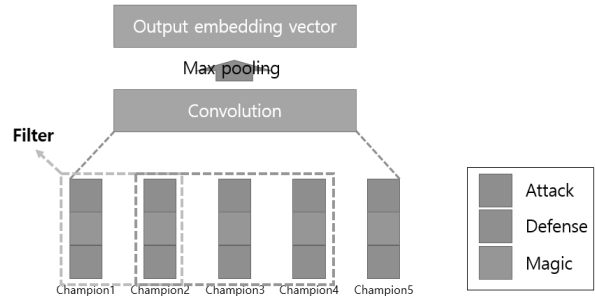 Output embedding vector
Max pooling
Convolution
Filter
Attack
Defense
Magic
Champion1 Champion2 Champion3 Champion4 Champion5